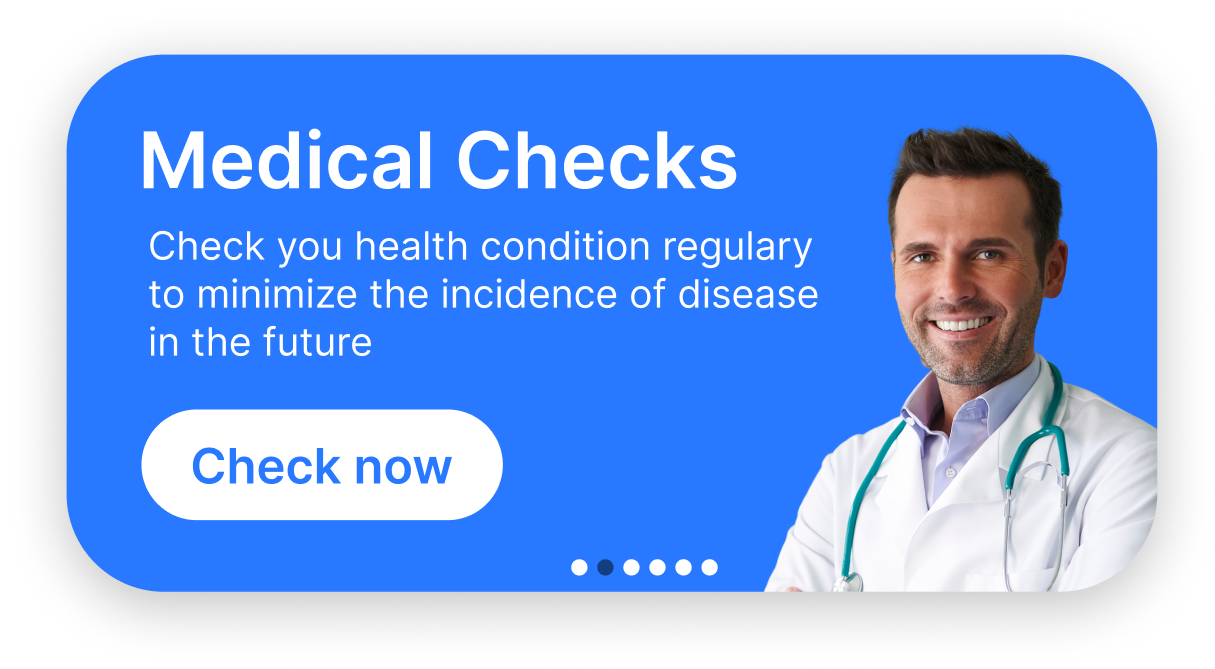 Medical Checks
Check you health condition regulary
to minimize the incidence of disease
in the future
Check now